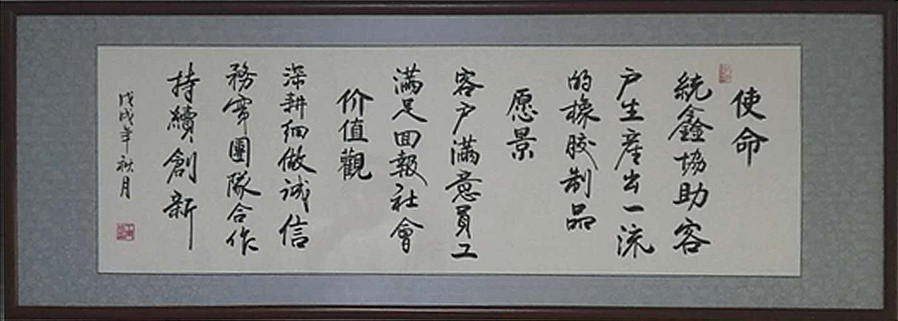 使命
統鑫協助客
户生產出一流
的橡胶制品
愿景
客户滿意員工
滿足回報社會
价值觀
深耕细做誠信
務實團隊合作
持續創新
戊戌年秋月